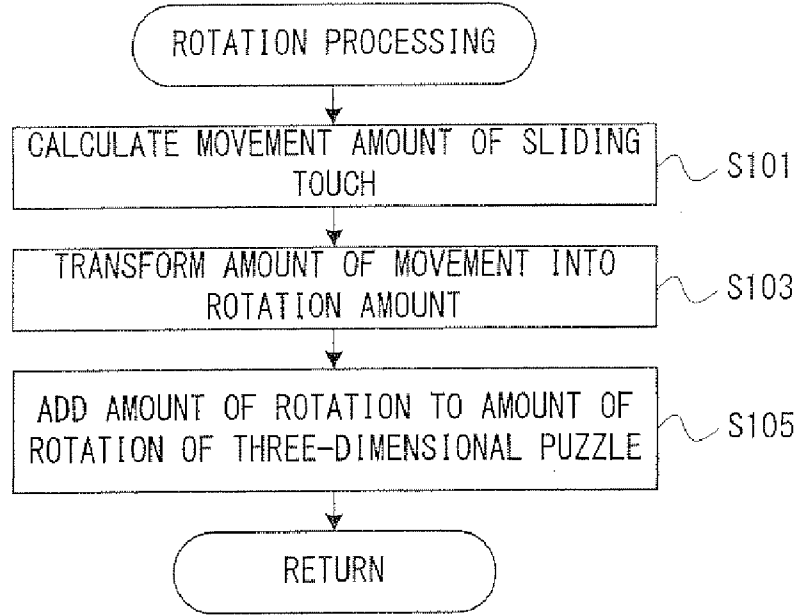 ROTATION PROCESSING
CALCULATE MOVEMENT AMOUNT OF SLIDING
TOUCH
S101
TRANSFORM AMOUNT OF MOVEMENT INTO
ROTATION AMOUNT
S103
ADD AMOUNT OF ROTATION TO AMOUNT OF
ROTATION OF THREE-DIMENSIONAL PUZZLE
S105
RETURN